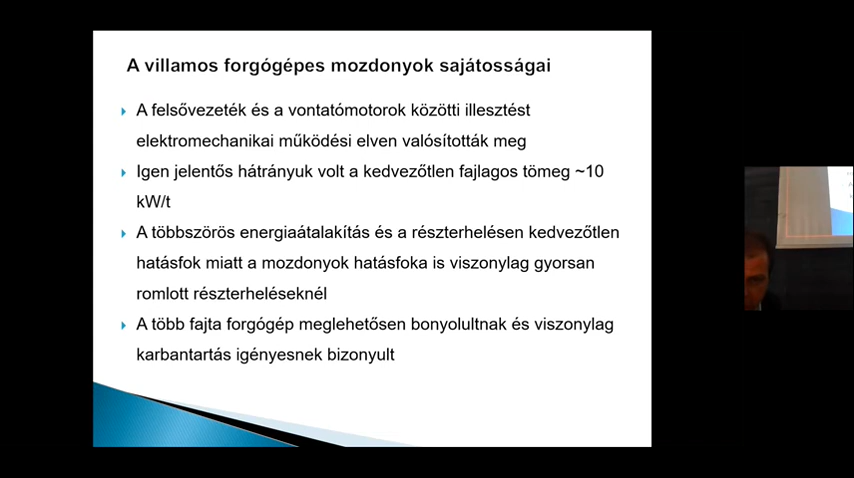 A villamos forgógépes mozdonyok sajátosságai
A felsővezeték és a vontatómotorok közötti illesztést
elektromechanikai működési elven valósították meg
Igen jelentős hátrányuk volt a kedvezőtlen fajlagos tömeg ~10
kW/t
A többszörös energiaátalakítás és a részterhelésen kedvezőtlen
hatásfok miatt a mozdonyok hatásfoka is viszonylag gyorsan
romlott részterheléseknél
A több fajta forgógép meglehetősen bonyolultnak és viszonylag
karbantartás igényesnek bizonyult